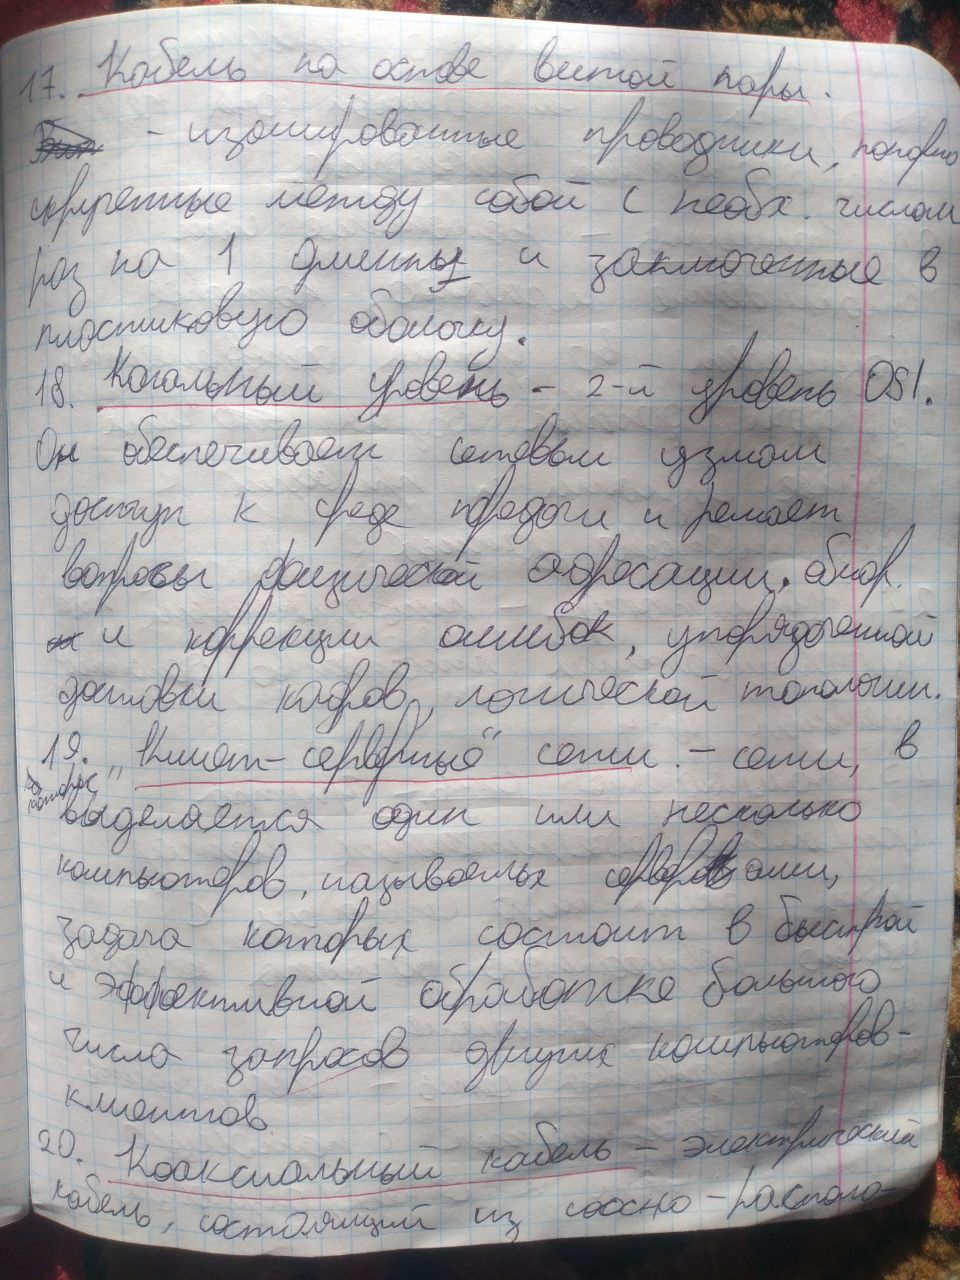 17. Кабель на основе витой пары.
- изолированные проводники, попарно
скрученные между собой с необх. числом
раз на 1 длинны и заключенные в
пластиковую оболочку.
18. Канальный уровень - 2-й уровень OSI.
Он обеспечивает сетевым узлам
доступ к среде передачи и решает
вопросы физической адресации, обнар.
и коррекции ошибок, упорядоченной
доставки кадров, логической топологии.
19. "Клиент-серверные" сети. - сети, в
которых выделяется один или несколько
компьютеров, называемых серверами,
задача которых состоит в быстрой
и эффективной обработке большого
числа запросов других компьютеров-
клиентов.
20. Коаксиальный кабель - электрический
кабель, состоящий из соосно-располо-